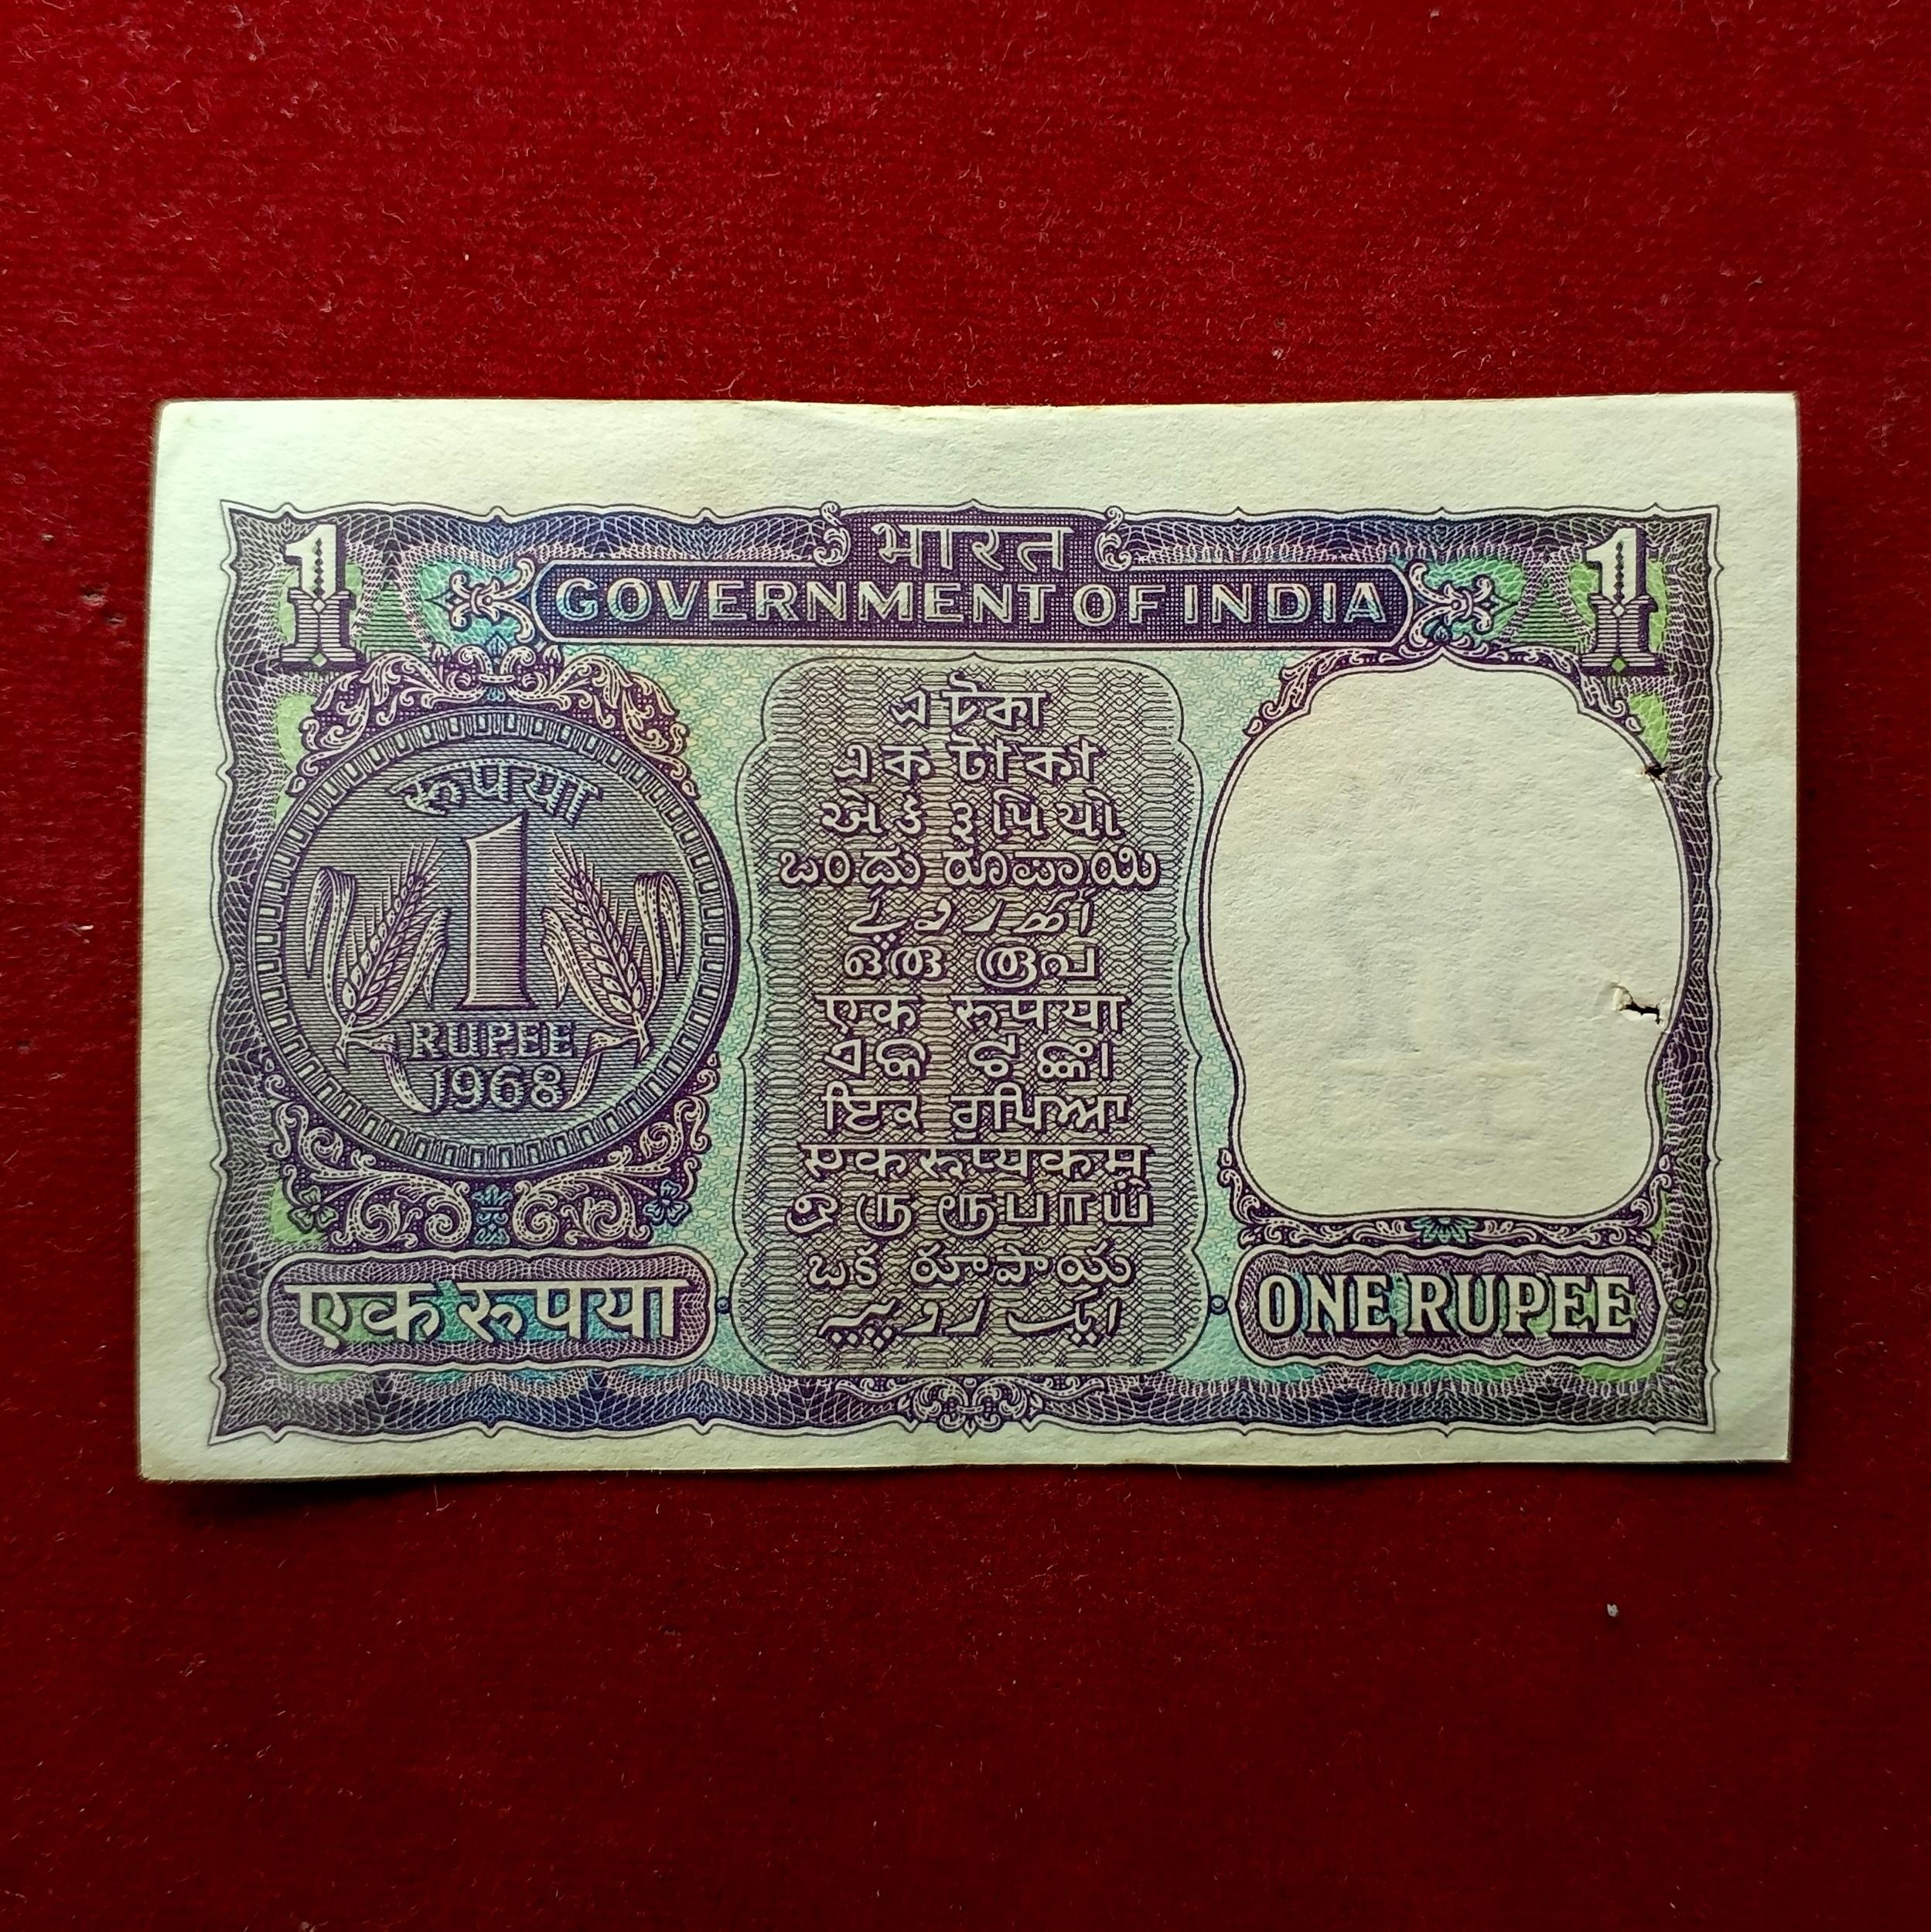 1 भारत 1
GOVERNMENT OF INDIA
रुपया
1
RUPEE
1968
এ টকা
এক টাকা
એક રૂપિયો
ಒಂದು ರೂಪಾಯಿ
ഒരു രൂപ
एक रुपया
ଏକ ଟଙ୍କା
ਇਕ ਰੁਪਿਆ
एकरूप्यकम्
ஒரு ரூபாய்
ఒక రూపాయ
ایک روپیہ
एक रुपया
ONE RUPEE